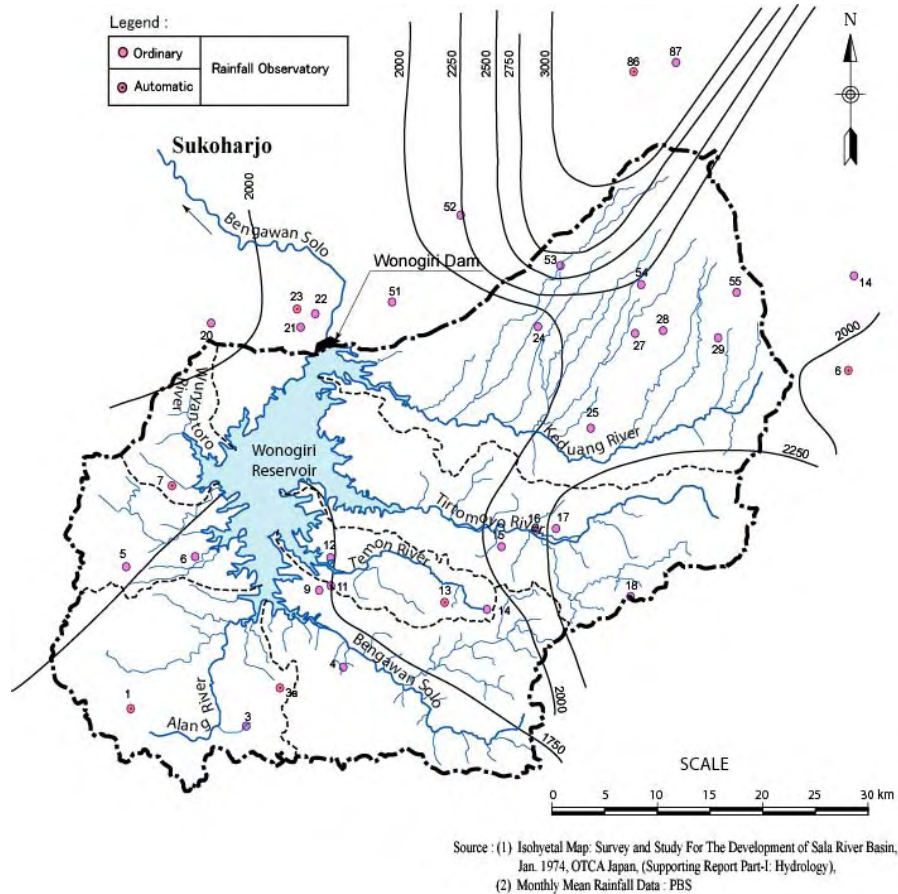 Legend :
Ordinary
Automatic
Rainfall Observatory
N
2000
2250
2500
2750
3000
86
87
Sukoharjo
2000
Bengawan Solo
52
Wonogiri Dam
53
54
55
14
51
23
22
21
20
24
27
28
29
2000
6
25
Wuryantoro River
Wonogiri Reservoir
Keduang River
2250
7
Tirtomoyo River
16
17
15
5
6
12
Temon River
11
9
13
14
18
4
Bengawan Solo
3a
1
Alang River
3
2000
1750
SCALE
0 5 10 15 20 25 30 km
Source : (1) Isohyetal Map: Survey and Study For The Development of Sala River Basin,
Jan. 1974, OTCA Japan, (Supporting Report Part-I: Hydrology),
(2) Monthly Mean Rainfall Data : PBS